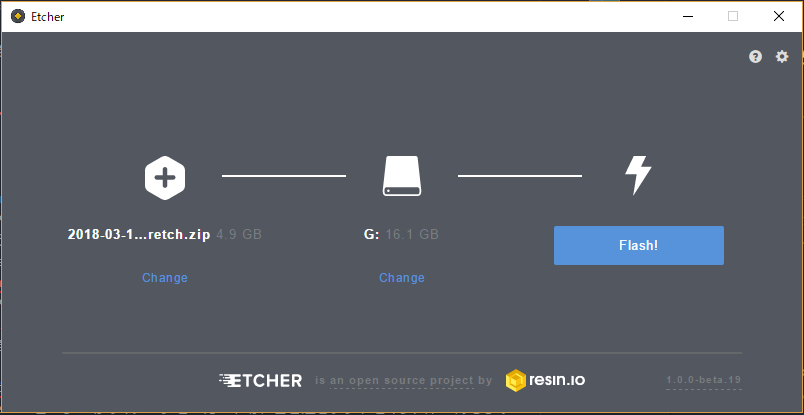 Etcher
2018-03-1...retch.zip 4.9 GB
G: 16.1 GB
Flash!
Change
Change
ETCHER is an open source project by resin.io 1.0.0-beta.19